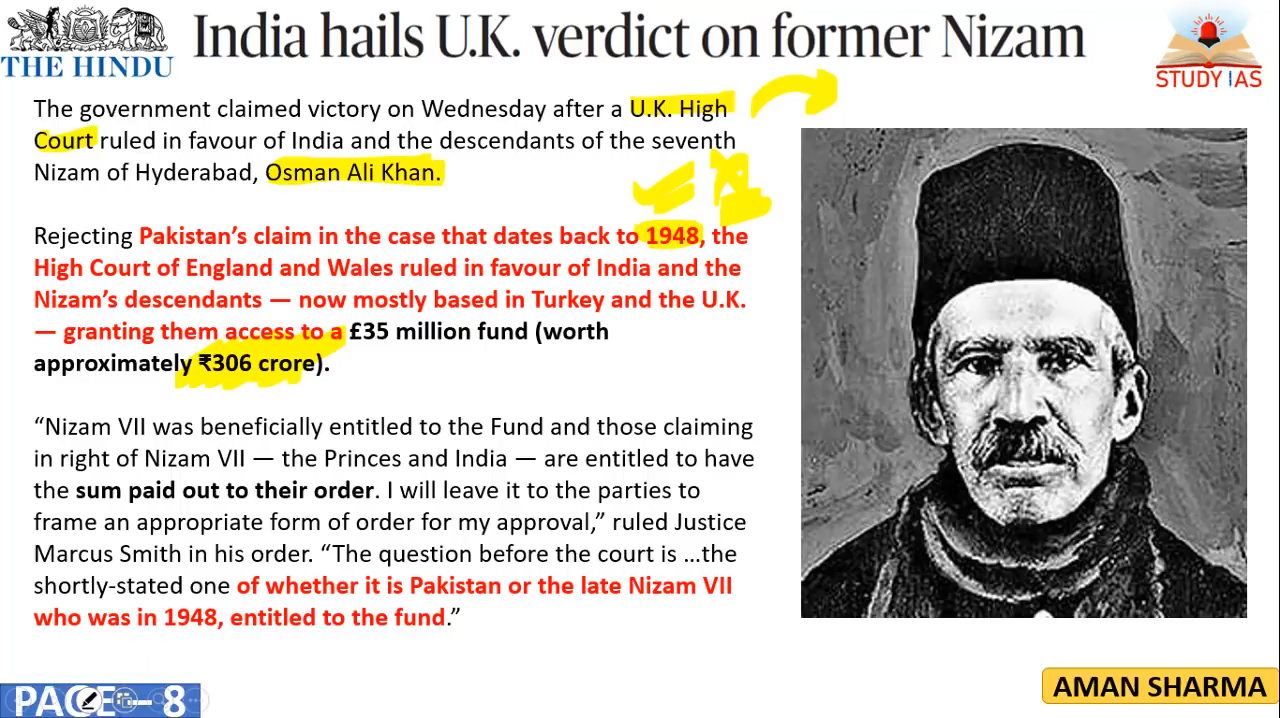 THE HINDU
India hails U.K. verdict on former Nizam
STUDY IAS
The government claimed victory on Wednesday after a U.K. High
Court ruled in favour of India and the descendants of the seventh
Nizam of Hyderabad, Osman Ali Khan.
Rejecting Pakistan's claim in the case that dates back to 1948, the
High Court of England and Wales ruled in favour of India and the
Nizam's descendants — now mostly based in Turkey and the U.K.
— granting them access to a £35 million fund (worth
approximately ₹306 crore).
“Nizam VII was beneficially entitled to the Fund and those claiming
in right of Nizam VII — the Princes and India — are entitled to have
the sum paid out to their order. I will leave it to the parties to
frame an appropriate form of order for my approval,” ruled Justice
Marcus Smith in his order. “The question before the court is ...the
shortly-stated one of whether it is Pakistan or the late Nizam VII
who was in 1948, entitled to the fund.”
PAGE – 8
AMAN SHARMA